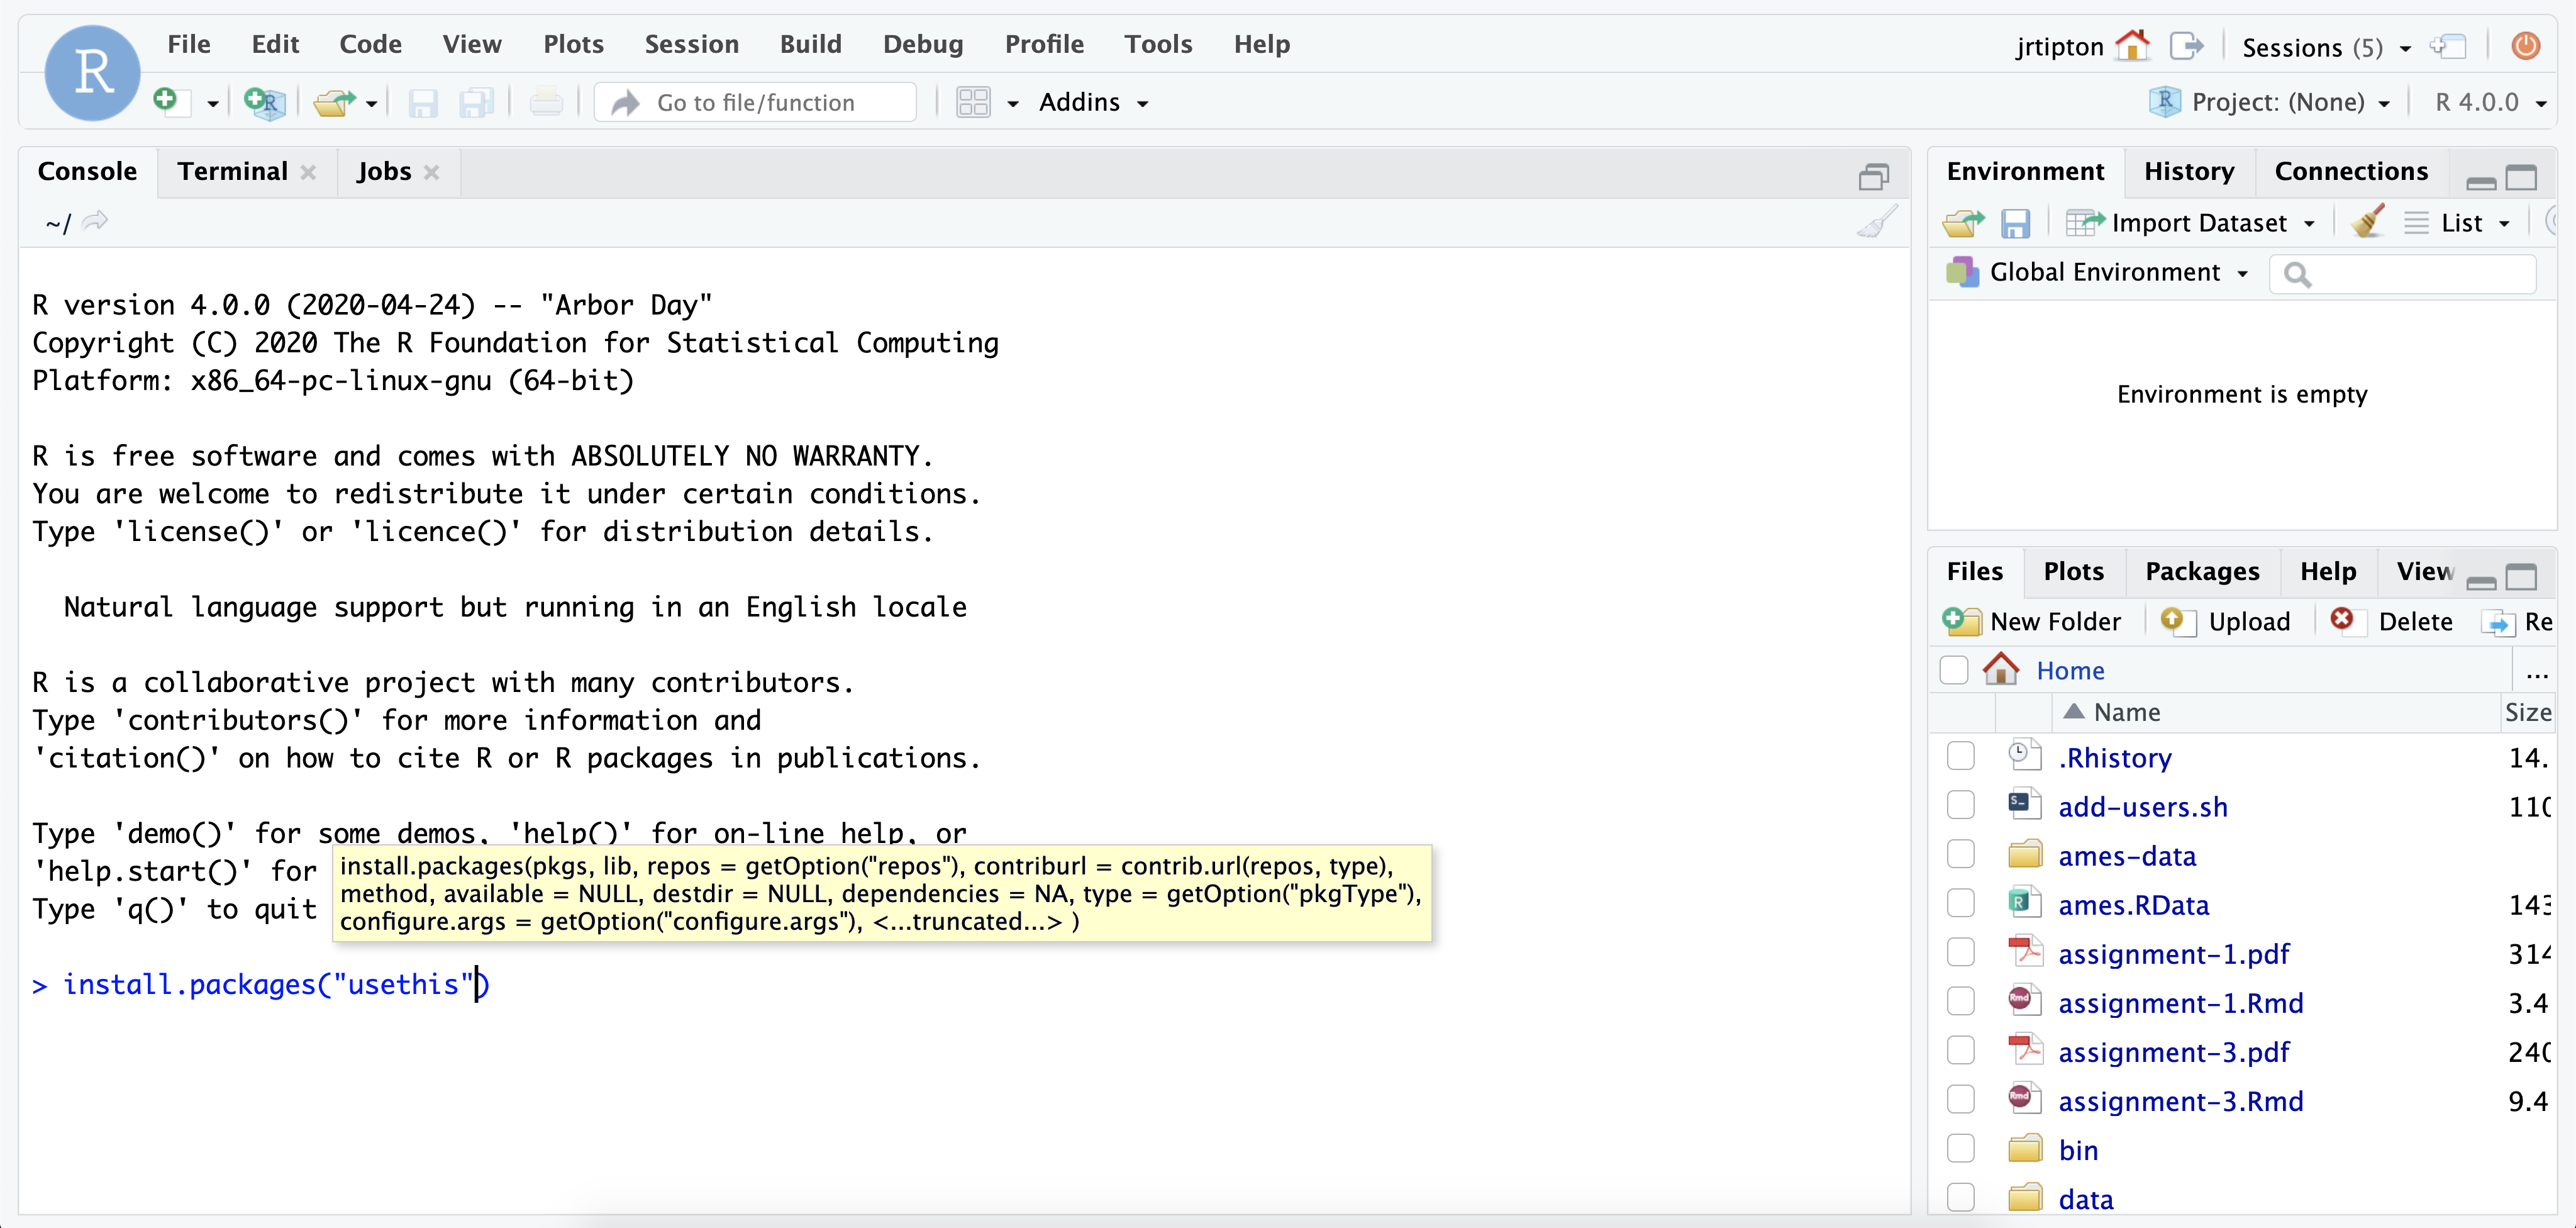 R
File Edit Code View Plots Session Build Debug Profile Tools Help
jrtipton Sessions (5)
Go to file/function Addins
Project: (None) R 4.0.0
Console Terminal Jobs
~/
R version 4.0.0 (2020-04-24) -- "Arbor Day"
Copyright (C) 2020 The R Foundation for Statistical Computing
Platform: x86_64-pc-linux-gnu (64-bit)
R is free software and comes with ABSOLUTELY NO WARRANTY.
You are welcome to redistribute it under certain conditions.
Type 'license()' or 'licence()' for distribution details.
Natural language support but running in an English locale
R is a collaborative project with many contributors.
Type 'contributors()' for more information and
'citation()' on how to cite R or R packages in publications.
Type 'demo()' for some demos, 'help()' for on-line help, or
'help.start()' for
Type 'q()' to quit
install.packages(pkgs, lib, repos = getOption("repos"), contriburl = contrib.url(repos, type),
method, available = NULL, destdir = NULL, dependencies = NA, type = getOption("pkgType"),
configure.args = getOption("configure.args"), <...truncated...> )
> install.packages("usethis")
Environment History Connections
Import Dataset List
Global Environment
Environment is empty
Files Plots Packages Help View
New Folder Upload Delete Re
Home ...
Name Size
.Rhistory 14.
add-users.sh 110
ames-data
ames.RData 143
assignment-1.pdf 314
assignment-1.Rmd 3.4
assignment-3.pdf 240
assignment-3.Rmd 9.4
bin
data